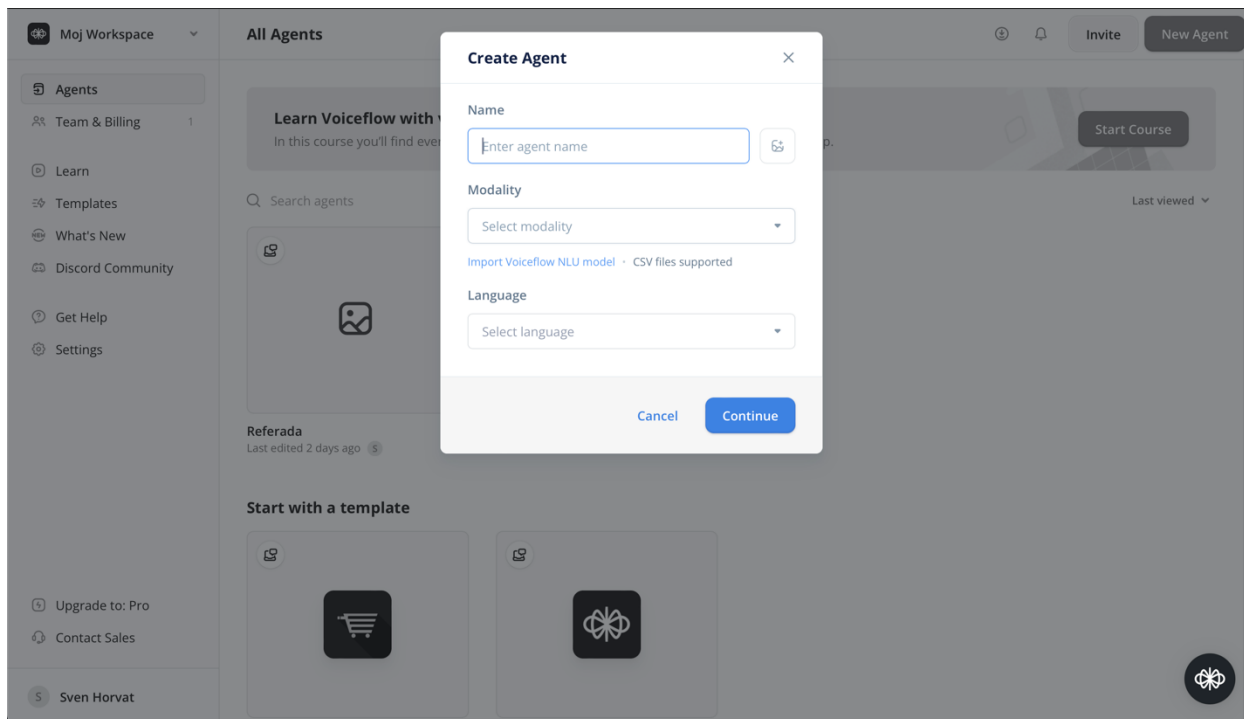 Moj Workspace
All Agents
Invite
New Agent
Agents
Team & Billing 1
Learn
Templates
What's New
Discord Community
Get Help
Settings
Upgrade to: Pro
Contact Sales
S Sven Horvat
Learn Voiceflow with
In this course you'll find
p.
Start Course
Search agents
Last viewed
Referada
Last edited 2 days ago S
Start with a template
Create Agent
Name
Enter agent name
Modality
Select modality
Import Voiceflow NLU model · CSV files supported
Language
Select language
Cancel
Continue